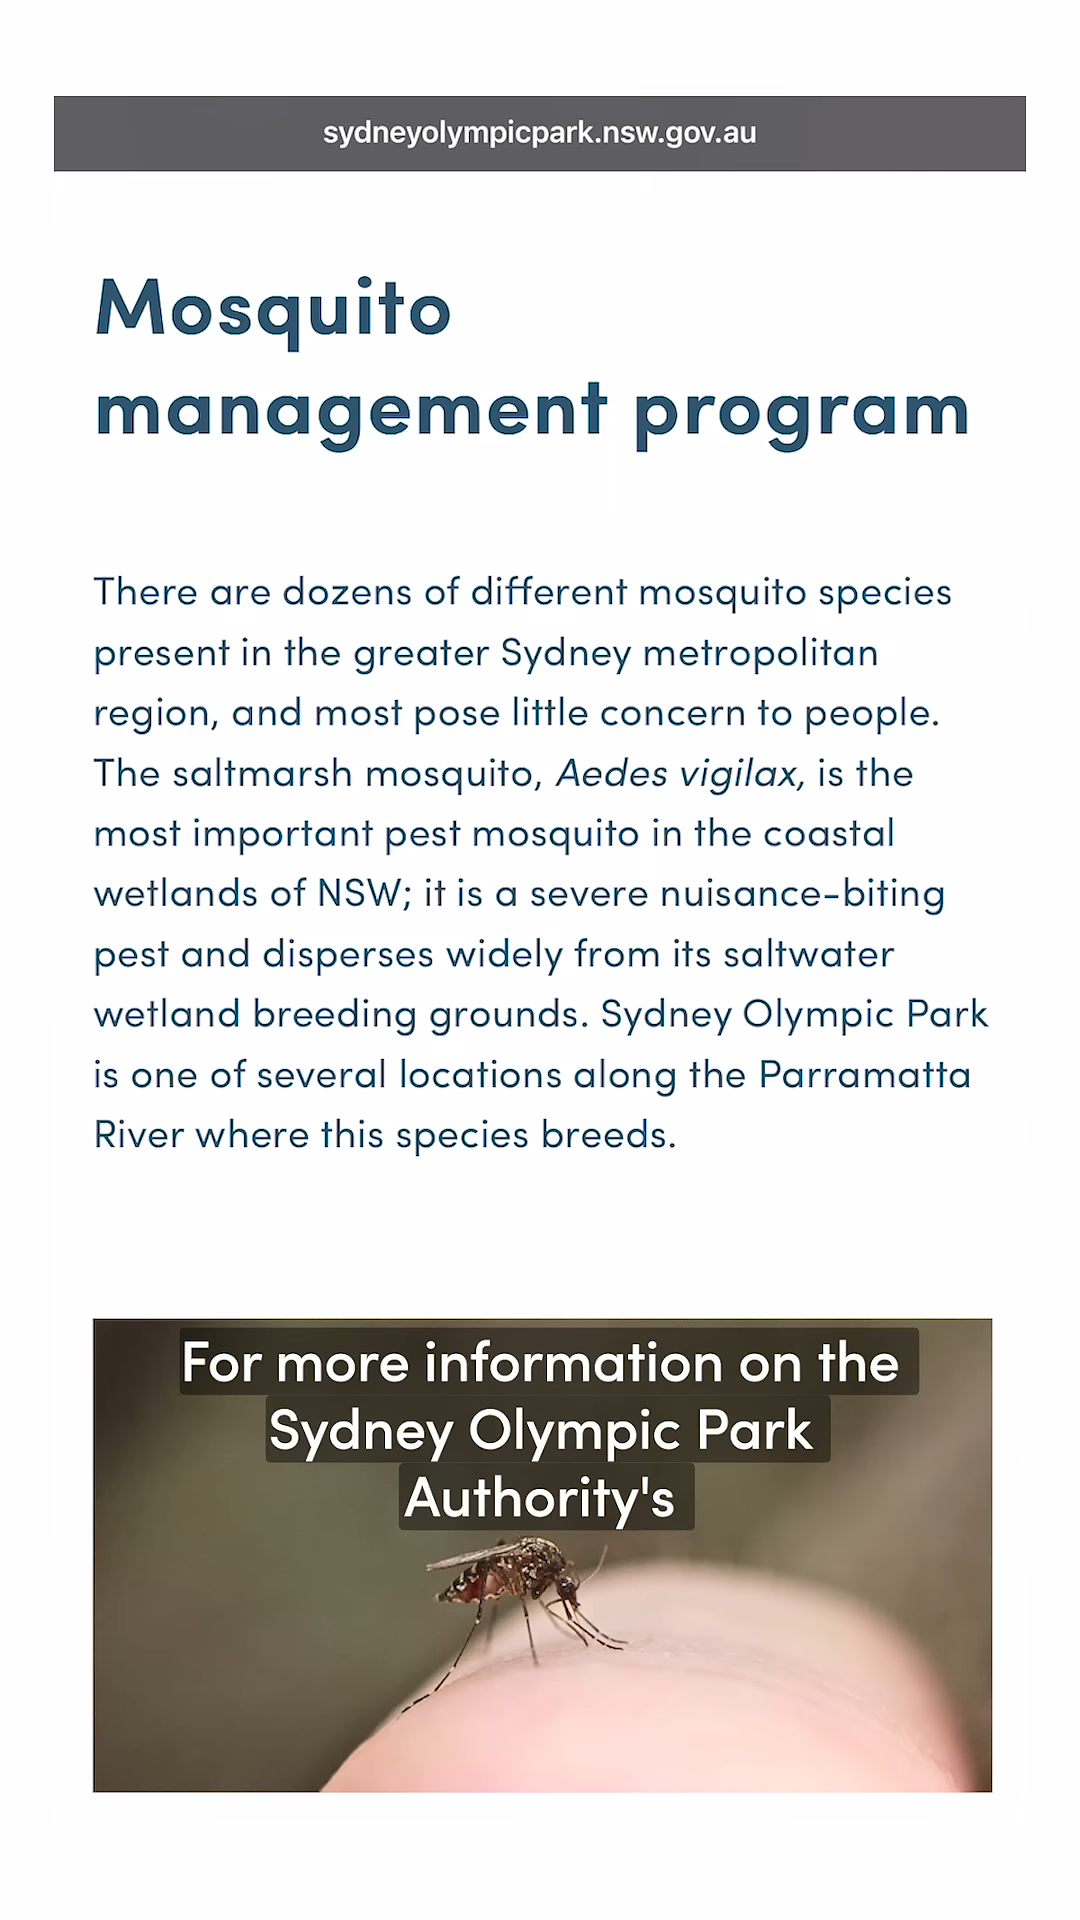 sydneyolympicpark.nsw.gov.au
Mosquito
management program
There are dozens of different mosquito species
present in the greater Sydney metropolitan
region, and most pose little concern to people.
The saltmarsh mosquito, Aedes vigilax, is the
most important pest mosquito in the coastal
wetlands of NSW; it is a severe nuisance-biting
pest and disperses widely from its saltwater
wetland breeding grounds. Sydney Olympic Park
is one of several locations along the Parramatta
River where this species breeds.
For more information on the
Sydney Olympic Park
Authority's